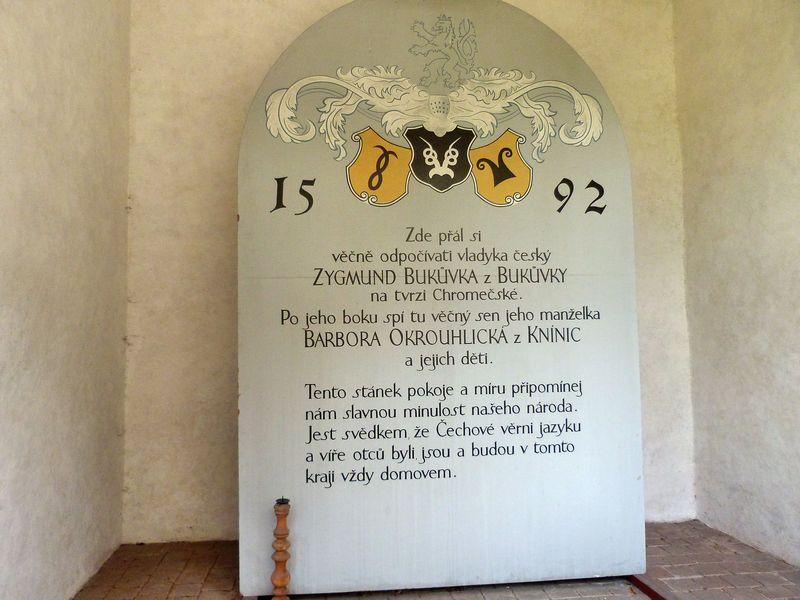 15 92
Zde přál si
věčně odpočívati vladyka český
ZYGMUND BUKŮVKA z BUKŮVKY
na tvrzi Chromečské.
Po jeho boku spí tu věčný sen jeho manželka
BARBORA OKROUHLICKÁ z KNÍNIC
a jejich děti.
Tento stánek pokoje a míru připomínej
nám slavnou minulost našeho národa.
Jest svědkem, že Čechové věrni jazyku
a víře otců byli, jsou a budou v tomto
kraji vždy domovem.